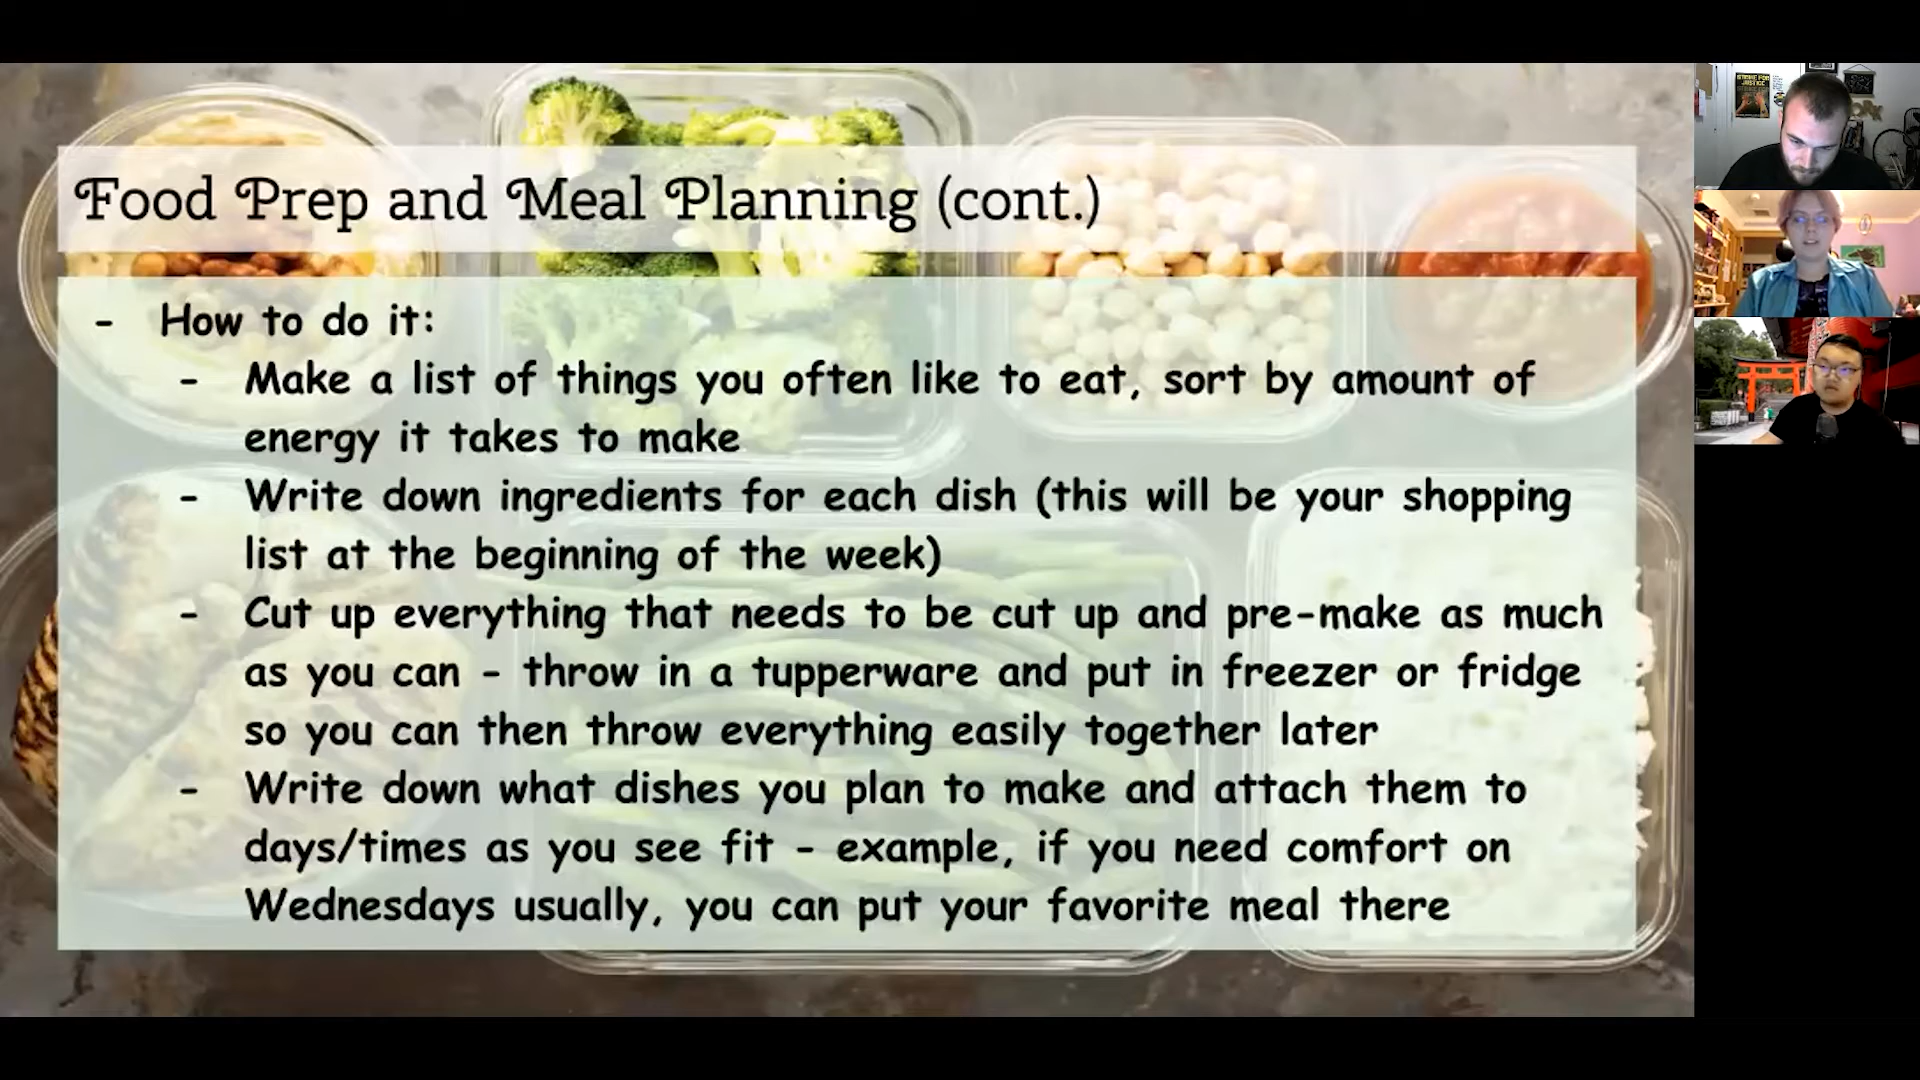 Food Prep and Meal Planning (cont.)
- How to do it:
- Make a list of things you often like to eat, sort by amount of
energy it takes to make
- Write down ingredients for each dish (this will be your shopping
list at the beginning of the week)
- Cut up everything that needs to be cut up and pre-make as much
as you can - throw in a tupperware and put in freezer or fridge
so you can then throw everything easily together later
- Write down what dishes you plan to make and attach them to
days/times as you see fit - example, if you need comfort on
Wednesdays usually, you can put your favorite meal there
STRIKE FOR
JUSTICE